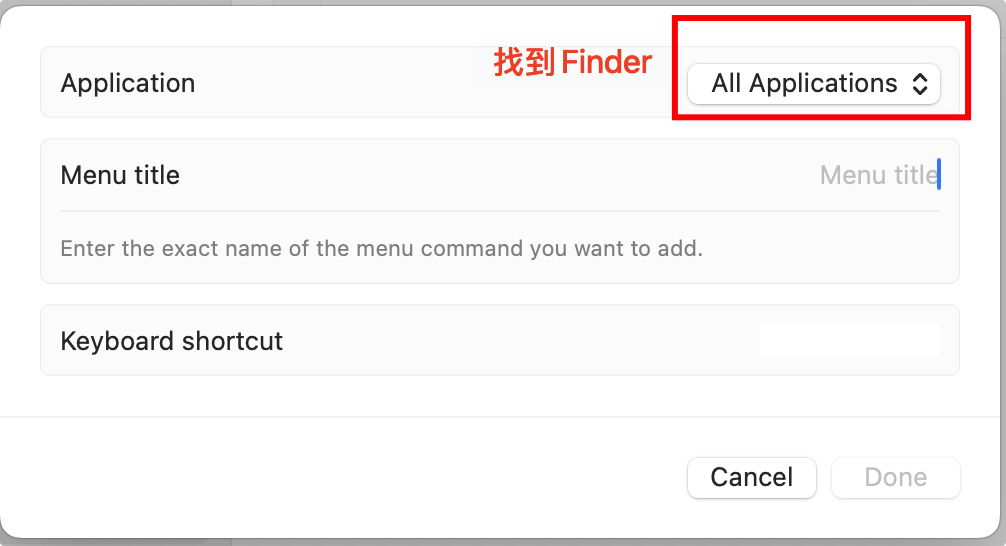 Application
找到 Finder
All Applications
Menu title
Menu title
Enter the exact name of the menu command you want to add.
Keyboard shortcut
Cancel
Done